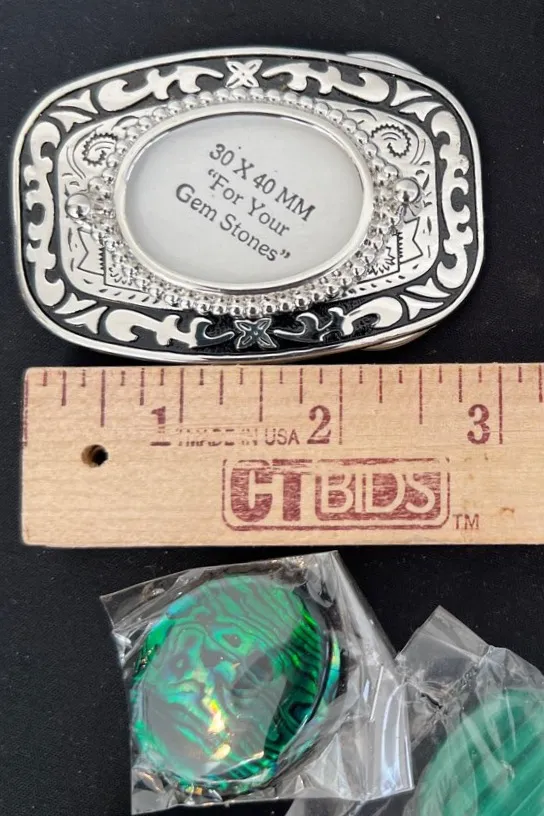 30 X 40 MM
"For Your
Gem Stones"
1 MADE IN USA 2 3
CTBIDS TM